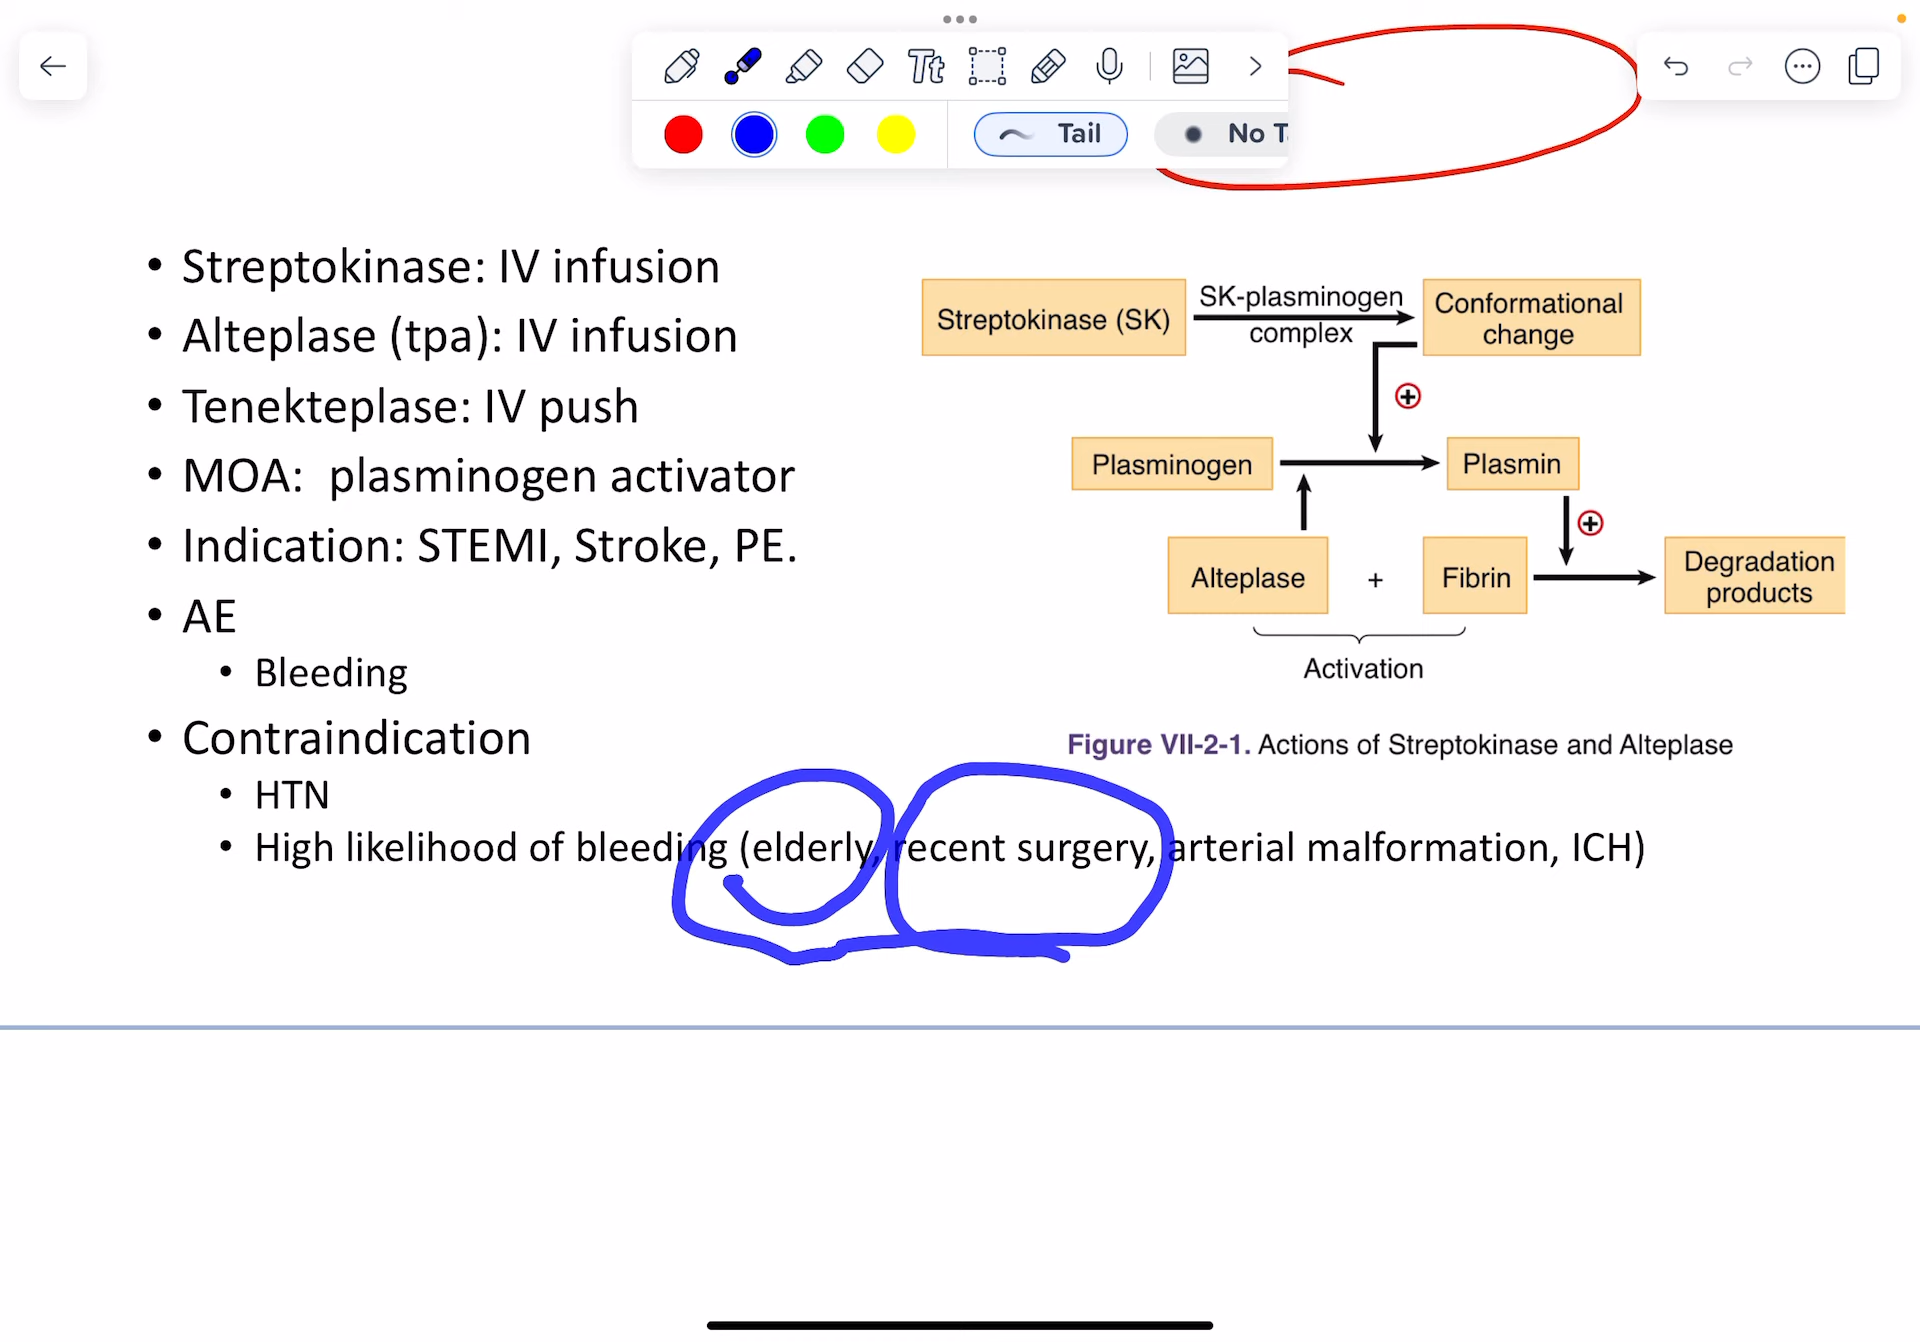 Tt
Tail
No T
• Streptokinase: IV infusion
• Alteplase (tpa): IV infusion
• Tenekteplase: IV push
• MOA: plasminogen activator
• Indication: STEMI, Stroke, PE.
• AE
• Bleeding
• Contraindication
• HTN
• High likelihood of bleeding (elderly, recent surgery, arterial malformation, ICH)
Streptokinase (SK)
SK-plasminogen
complex
Conformational
change
Plasminogen
Plasmin
Alteplase
+
Fibrin
Degradation
products
Activation
Figure VII-2-1. Actions of Streptokinase and Alteplase